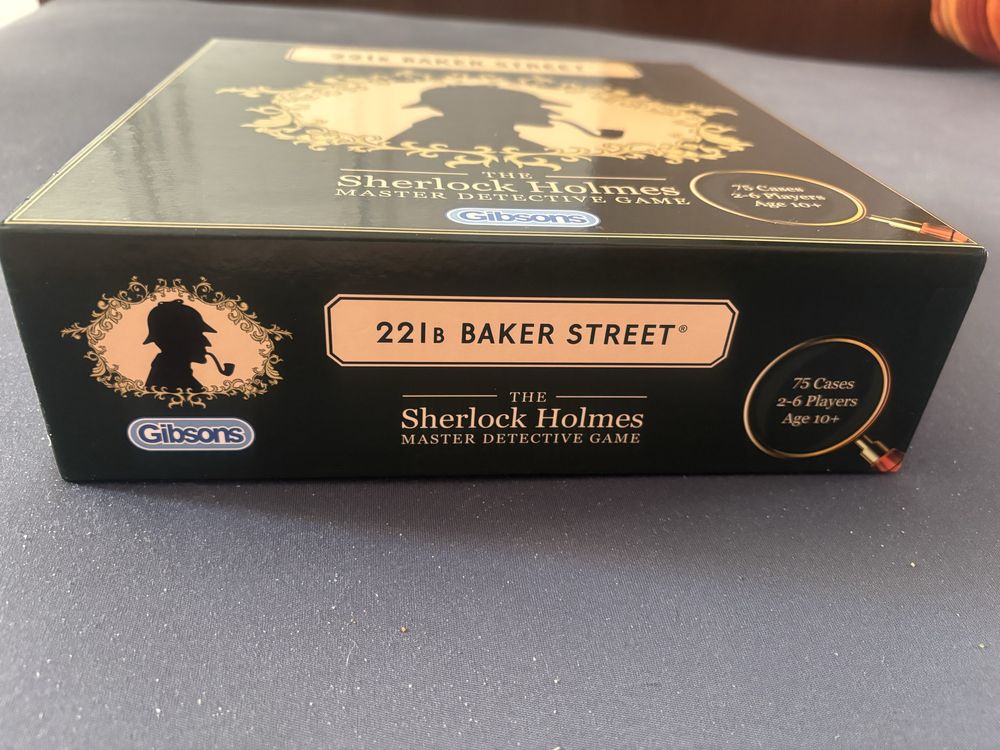 221B BAKER STREET
THE
Sherlock Holmes
MASTER DETECTIVE GAME
Gibsons
75 Cases
2-6 Players
Age 10+
221B BAKER STREET®
THE
Sherlock Holmes
MASTER DETECTIVE GAME
Gibsons
75 Cases
2-6 Players
Age 10+